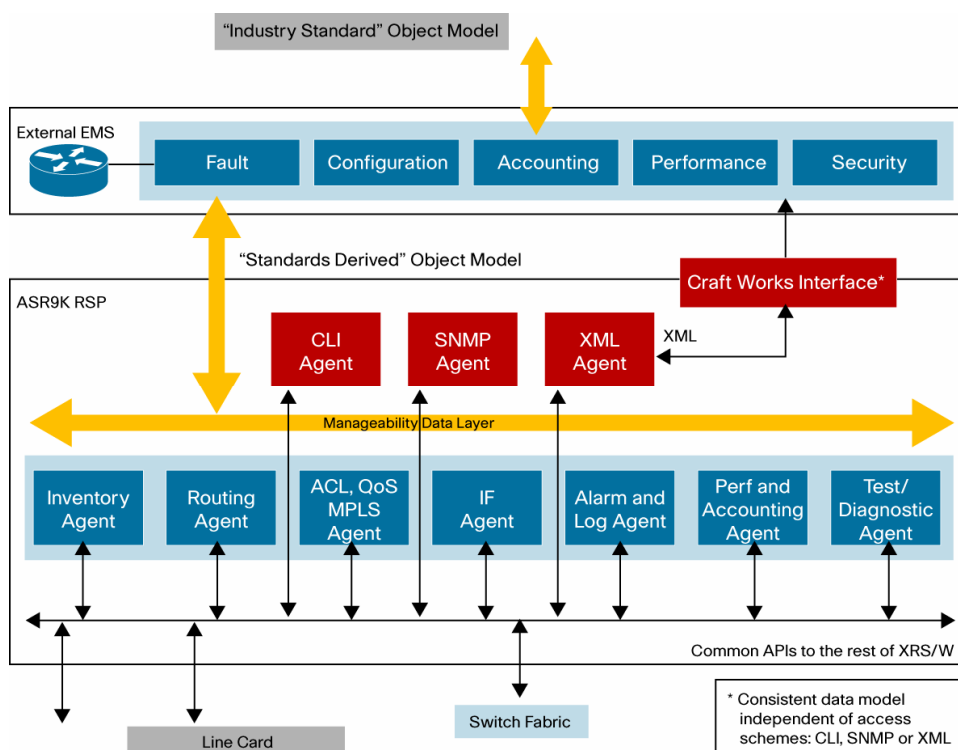 “Industry Standard” Object Model
External EMS
Fault
Configuration
Accounting
Performance
Security
“Standards Derived” Object Model
Craft Works Interface*
ASR9K RSP
CLI
Agent
SNMP
Agent
XML
Agent
XML
Manageability Data Layer
Inventory
Agent
Routing
Agent
ACL, QoS
MPLS
Agent
IF
Agent
Alarm and
Log Agent
Perf and
Accounting
Agent
Test/
Diagnostic
Agent
Common APIs to the rest of XRS/W
Line Card
Switch Fabric
* Consistent data model
independent of access
schemes: CLI, SNMP or XML